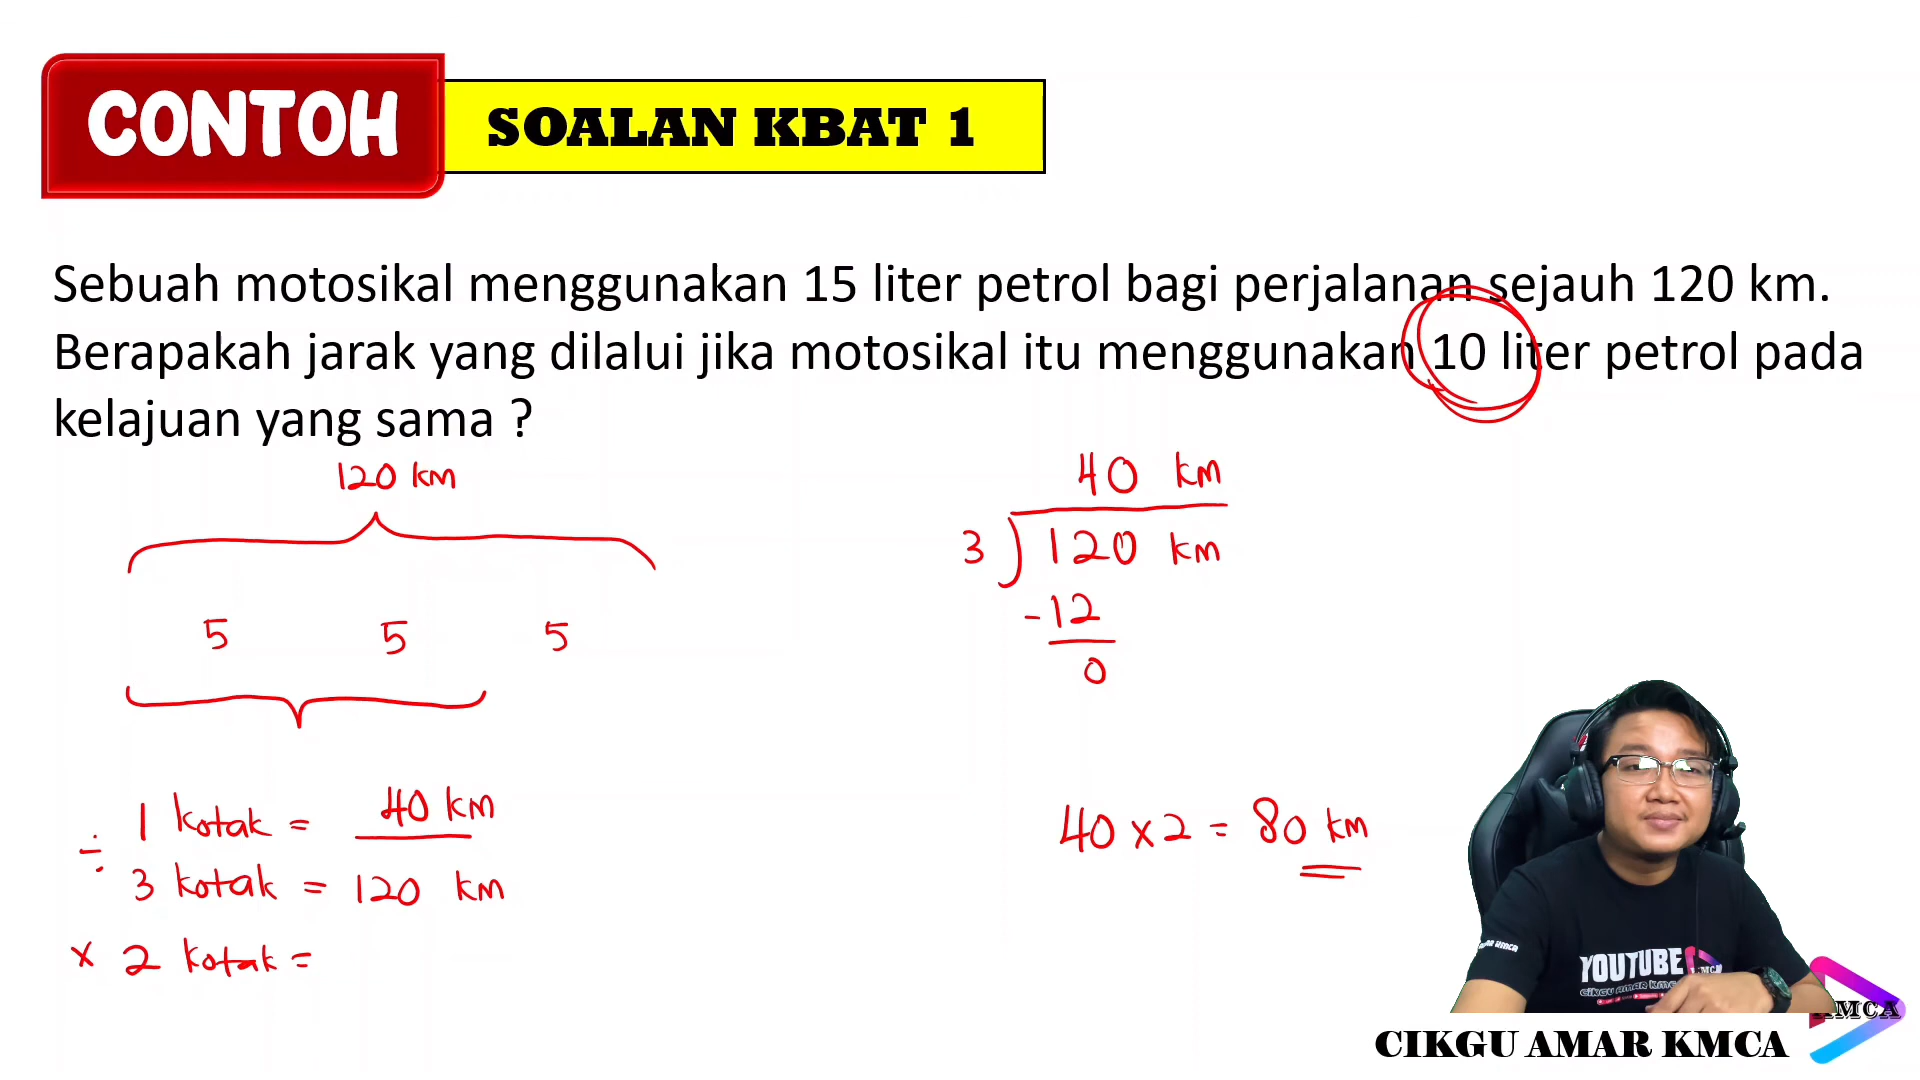 CONTOH
SOALAN KBAT 1
Sebuah motosikal menggunakan 15 liter petrol bagi perjalanan sejauh 120 km.
Berapakah jarak yang dilalui jika motosikal itu menggunakan 10 liter petrol pada
kelajuan yang sama ?
120 km
5 5 5
÷ 1 kotak = 40 km
3 kotak = 120 km
× 2 kotak =
40 km
3 ) 120 km
-12
0
40 × 2 = 80 km
YOUTUBE
CIKGU AMAR KMCA
KMCA
CIKGU AMAR KMCA